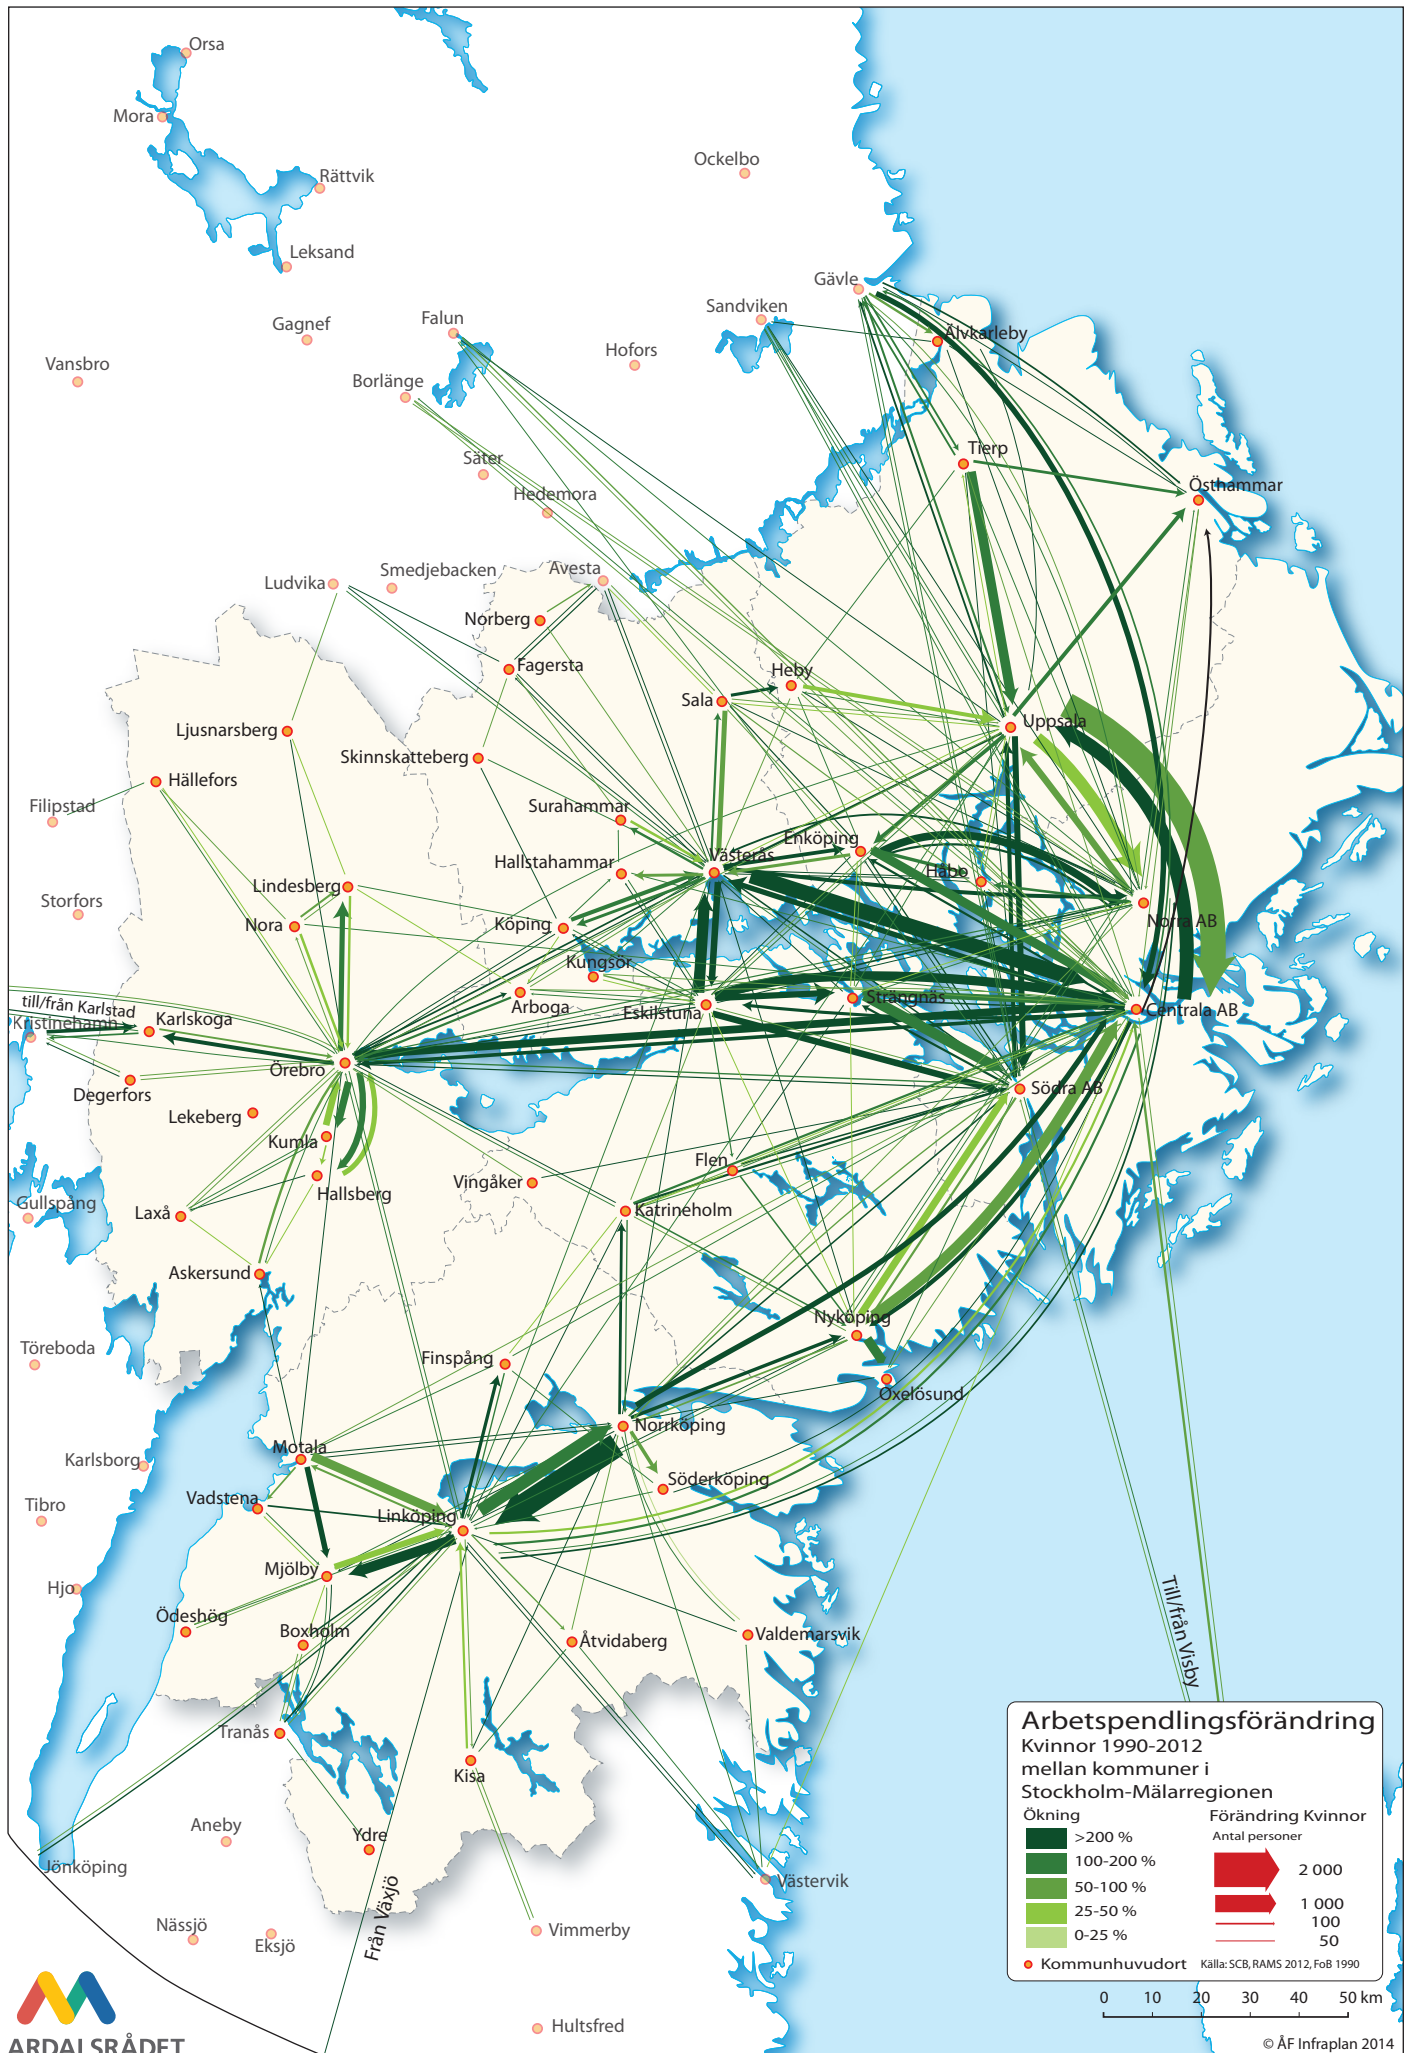 Orsa
Mora
Rättvik
Ockelbo
Leksand
Gävle
Sandviken
Gagnef
Falun
Älvkarleby
Hofors
Vansbro
Borlänge
Tierp
Säter
Östhammar
Hedemora
Smedjebacken
Avesta
Ludvika
Norberg
Fagersta
Heby
Sala
Uppsala
Ljusnarsberg
Skinnskatteberg
Hällefors
Filipstad
Surahammar
Enköping
Västerås
Hallstahammar
Håbo
Lindesberg
Storfors
Norra AB
Nora
Köping
Kungsör
till/från Karlstad
Arboga
Strängnäs
Eskilstuna
Centrala AB
Karlskoga
Kristinehamn
Örebro
Södra AB
Degerfors
Lekeberg
Kumla
Flen
Vingåker
Hallsberg
Gullspång
Laxå
Katrineholm
Askersund
Nyköping
Töreboda
Finspång
Oxelösund
Norrköping
Motala
Karlsborg
Söderköping
Vadstena
Tibro
Linköping
Mjölby
Hjo
Ödeshög
Boxholm
Åtvidaberg
Valdemarsvik
Till/från Visby
Tranås
Kisa
Aneby
Ydre
Jönköping
Västervik
Från Växjö
Nässjö
Eksjö
Vimmerby
Hultsfred
Arbetspendlingsförändring
Kvinnor 1990-2012
mellan kommuner i
Stockholm-Mälarregionen
Ökning
>200 %
100-200 %
50-100 %
25-50 %
0-25 %
Förändring Kvinnor
Antal personer
2 000
1 000
100
50
Kommunhuvudort
Källa: SCB, RAMS 2012, FoB 1990
0 10 20 30 40 50 km
© ÅF Infraplan 2014
ARDALSRÅDET